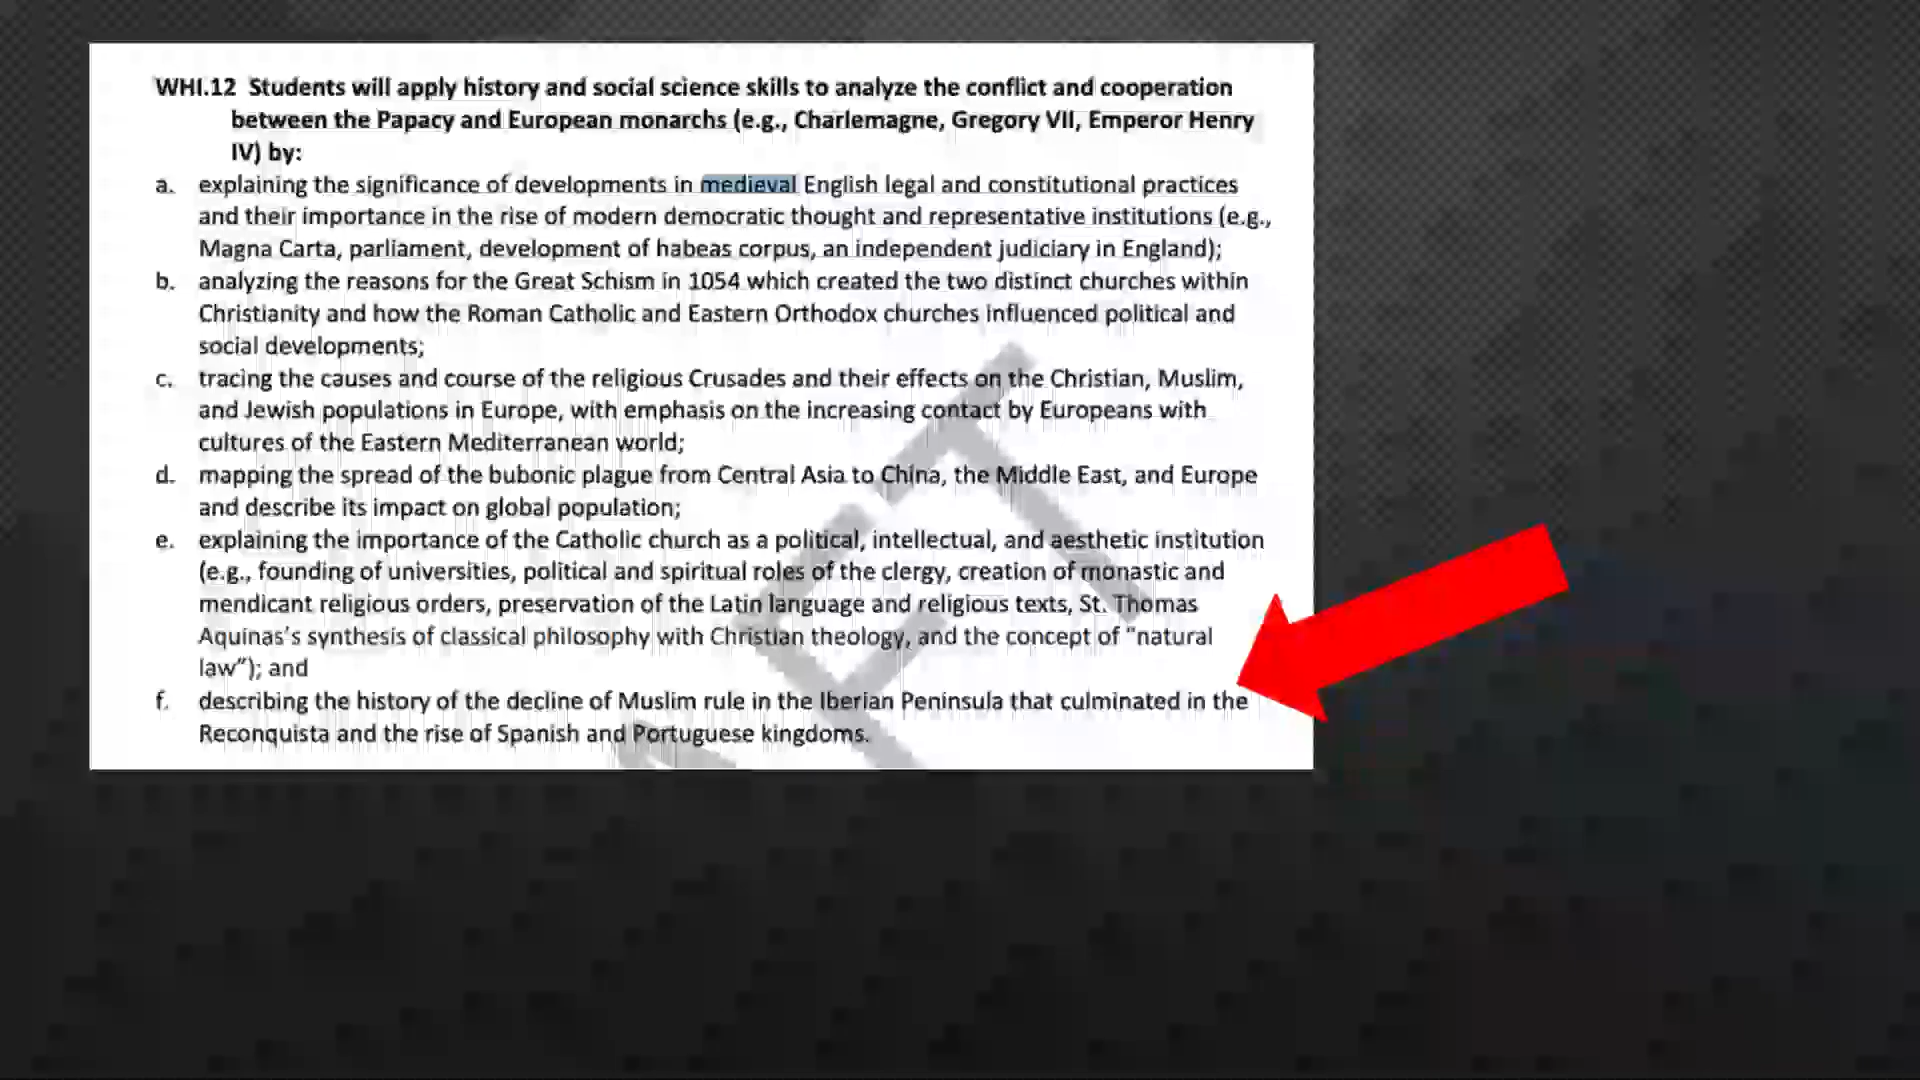 WHI.12 Students will apply history and social science skills to analyze the conflict and cooperation
between the Papacy and European monarchs (e.g., Charlemagne, Gregory VII, Emperor Henry
IV) by:
a. explaining the significance of developments in medieval English legal and constitutional practices
and their importance in the rise of modern democratic thought and representative institutions (e.g.,
Magna Carta, parliament, development of habeas corpus, an independent judiciary in England);
b. analyzing the reasons for the Great Schism in 1054 which created the two distinct churches within
Christianity and how the Roman Catholic and Eastern Orthodox churches influenced political and
social developments;
c. tracing the causes and course of the religious Crusades and their effects on the Christian, Muslim,
and Jewish populations in Europe, with emphasis on the increasing contact by Europeans with
cultures of the Eastern Mediterranean world;
d. mapping the spread of the bubonic plague from Central Asia to China, the Middle East, and Europe
and describe its impact on global population;
e. explaining the importance of the Catholic church as a political, intellectual, and aesthetic institution
(e.g., founding of universities, political and spiritual roles of the clergy, creation of monastic and
mendicant religious orders, preservation of the Latin language and religious texts, St. Thomas
Aquinas's synthesis of classical philosophy with Christian theology, and the concept of "natural
law"); and
f. describing the history of the decline of Muslim rule in the Iberian Peninsula that culminated in the
Reconquista and the rise of Spanish and Portuguese kingdoms.